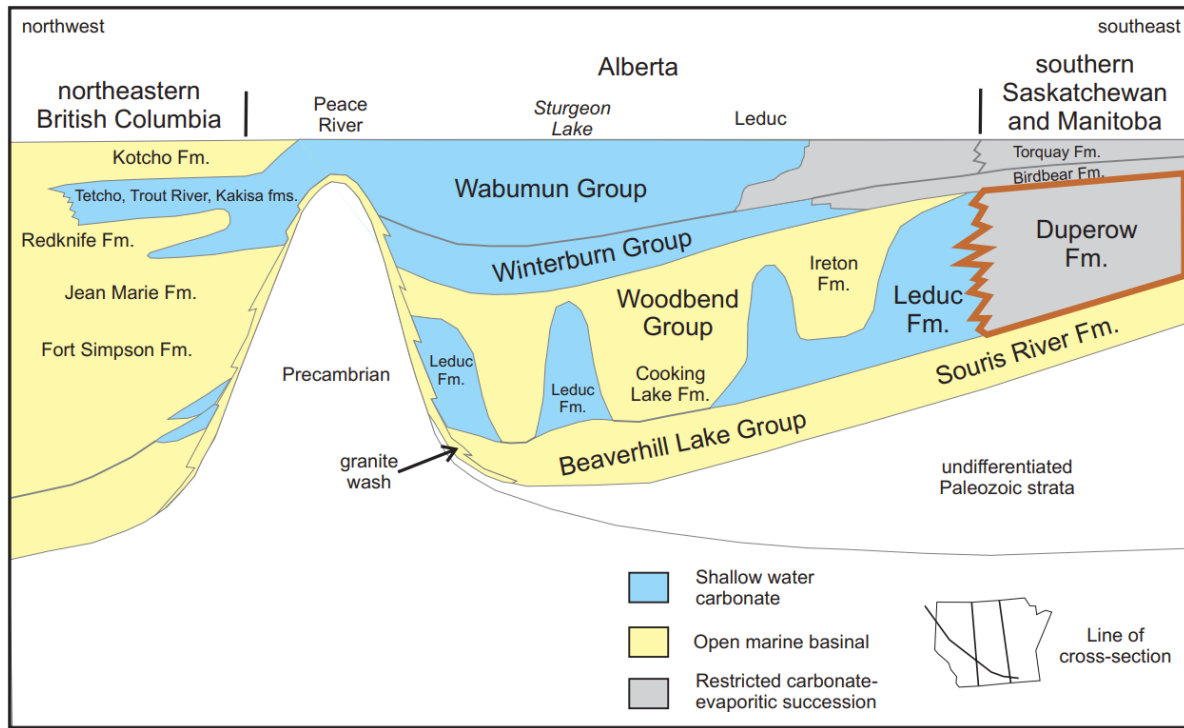 northwest
southeast
northeastern
British Columbia
Peace
River
Alberta
Sturgeon
Lake
Leduc
southern
Saskatchewan
and Manitoba
Kotcho Fm.
Tetcho, Trout River, Kakisa fms.
Redknife Fm.
Jean Marie Fm.
Fort Simpson Fm.
Wabumun Group
Torquay Fm.
Birdbear Fm.
Winterburn Group
Duperow
Fm.
Ireton
Fm.
Woodbend
Group
Leduc
Fm.
Leduc
Fm.
Leduc
Fm.
Cooking
Lake Fm.
Souris River Fm.
Precambrian
Beaverhill Lake Group
granite
wash
undifferentiated
Paleozoic strata
Shallow water
carbonate
Open marine basinal
Restricted carbonate-
evaporitic succession
Line of
cross-section